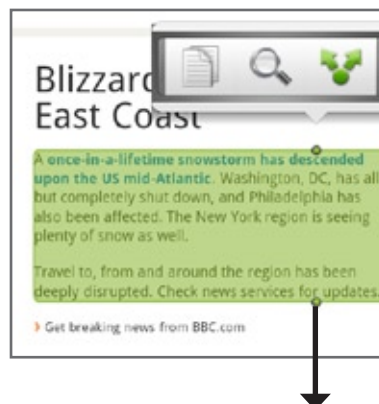 Blizzard
East Coast
A once-in-a-lifetime snowstorm has descended
upon the US mid-Atlantic. Washington, DC, has all
but completely shut down, and Philadelphia has
also been affected. The New York region is seeing
plenty of snow as well.
Travel to, from and around the region has been
deeply disrupted. Check news services for updates.
Get breaking news from BBC.com